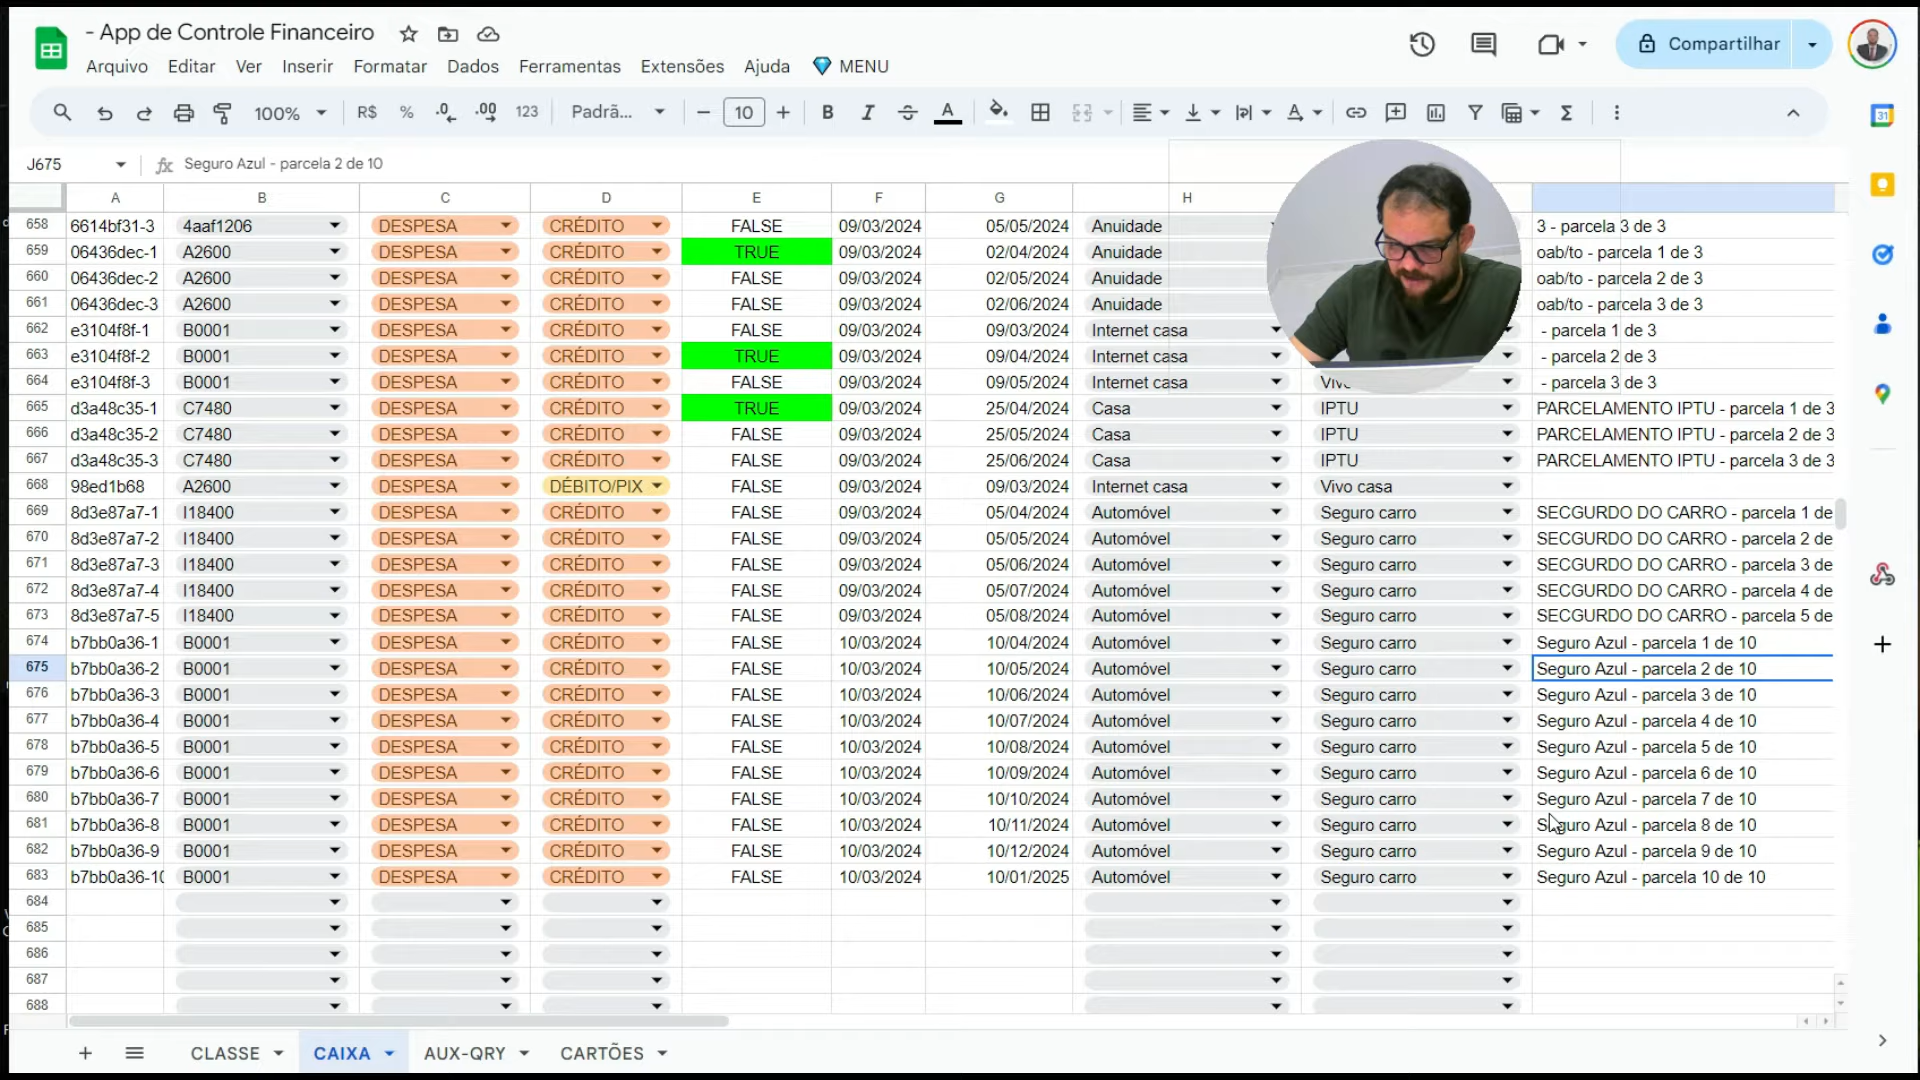 - App de Controle Financeiro
Arquivo Editar Ver Inserir Formatar Dados Ferramentas Extensões Ajuda MENU
Compartilhar
100% R$ % .0 .00 123 Padrã... 10 B I A
J675 fx Seguro Azul - parcela 2 de 10
A B C D E F G H
658 6614bf31-3 4aaf1206 DESPESA CRÉDITO FALSE 09/03/2024 05/05/2024 Anuidade 3 - parcela 3 de 3
659 06436dec-1 A2600 DESPESA CRÉDITO TRUE 09/03/2024 02/04/2024 Anuidade oab/to - parcela 1 de 3
660 06436dec-2 A2600 DESPESA CRÉDITO FALSE 09/03/2024 02/05/2024 Anuidade oab/to - parcela 2 de 3
661 06436dec-3 A2600 DESPESA CRÉDITO FALSE 09/03/2024 02/06/2024 Anuidade oab/to - parcela 3 de 3
662 e3104f8f-1 B0001 DESPESA CRÉDITO FALSE 09/03/2024 09/03/2024 Internet casa - parcela 1 de 3
663 e3104f8f-2 B0001 DESPESA CRÉDITO TRUE 09/03/2024 09/04/2024 Internet casa - parcela 2 de 3
664 e3104f8f-3 B0001 DESPESA CRÉDITO FALSE 09/03/2024 09/05/2024 Internet casa - parcela 3 de 3
665 d3a48c35-1 C7480 DESPESA CRÉDITO TRUE 09/03/2024 25/04/2024 Casa IPTU PARCELAMENTO IPTU - parcela 1 de 3
666 d3a48c35-2 C7480 DESPESA CRÉDITO FALSE 09/03/2024 25/05/2024 Casa IPTU PARCELAMENTO IPTU - parcela 2 de 3
667 d3a48c35-3 C7480 DESPESA CRÉDITO FALSE 09/03/2024 25/06/2024 Casa IPTU PARCELAMENTO IPTU - parcela 3 de 3
668 98ed1b68 A2600 DESPESA DÉBITO/PIX FALSE 09/03/2024 09/03/2024 Internet casa Vivo casa
669 8d3e87a7-1 I18400 DESPESA CRÉDITO FALSE 09/03/2024 05/04/2024 Automóvel Seguro carro SECGURDO DO CARRO - parcela 1 de
670 8d3e87a7-2 I18400 DESPESA CRÉDITO FALSE 09/03/2024 05/05/2024 Automóvel Seguro carro SECGURDO DO CARRO - parcela 2 de
671 8d3e87a7-3 I18400 DESPESA CRÉDITO FALSE 09/03/2024 05/06/2024 Automóvel Seguro carro SECGURDO DO CARRO - parcela 3 de
672 8d3e87a7-4 I18400 DESPESA CRÉDITO FALSE 09/03/2024 05/07/2024 Automóvel Seguro carro SECGURDO DO CARRO - parcela 4 de
673 8d3e87a7-5 I18400 DESPESA CRÉDITO FALSE 09/03/2024 05/08/2024 Automóvel Seguro carro SECGURDO DO CARRO - parcela 5 de
674 b7bb0a36-1 B0001 DESPESA CRÉDITO FALSE 10/03/2024 10/04/2024 Automóvel Seguro carro Seguro Azul - parcela 1 de 10
675 b7bb0a36-2 B0001 DESPESA CRÉDITO FALSE 10/03/2024 10/05/2024 Automóvel Seguro carro Seguro Azul - parcela 2 de 10
676 b7bb0a36-3 B0001 DESPESA CRÉDITO FALSE 10/03/2024 10/06/2024 Automóvel Seguro carro Seguro Azul - parcela 3 de 10
677 b7bb0a36-4 B0001 DESPESA CRÉDITO FALSE 10/03/2024 10/07/2024 Automóvel Seguro carro Seguro Azul - parcela 4 de 10
678 b7bb0a36-5 B0001 DESPESA CRÉDITO FALSE 10/03/2024 10/08/2024 Automóvel Seguro carro Seguro Azul - parcela 5 de 10
679 b7bb0a36-6 B0001 DESPESA CRÉDITO FALSE 10/03/2024 10/09/2024 Automóvel Seguro carro Seguro Azul - parcela 6 de 10
680 b7bb0a36-7 B0001 DESPESA CRÉDITO FALSE 10/03/2024 10/10/2024 Automóvel Seguro carro Seguro Azul - parcela 7 de 10
681 b7bb0a36-8 B0001 DESPESA CRÉDITO FALSE 10/03/2024 10/11/2024 Automóvel Seguro carro Seguro Azul - parcela 8 de 10
682 b7bb0a36-9 B0001 DESPESA CRÉDITO FALSE 10/03/2024 10/12/2024 Automóvel Seguro carro Seguro Azul - parcela 9 de 10
683 b7bb0a36-10 B0001 DESPESA CRÉDITO FALSE 10/03/2024 10/01/2025 Automóvel Seguro carro Seguro Azul - parcela 10 de 10
684
685
686
687
688
CLASSE CAIXA AUX-QRY CARTÕES
31